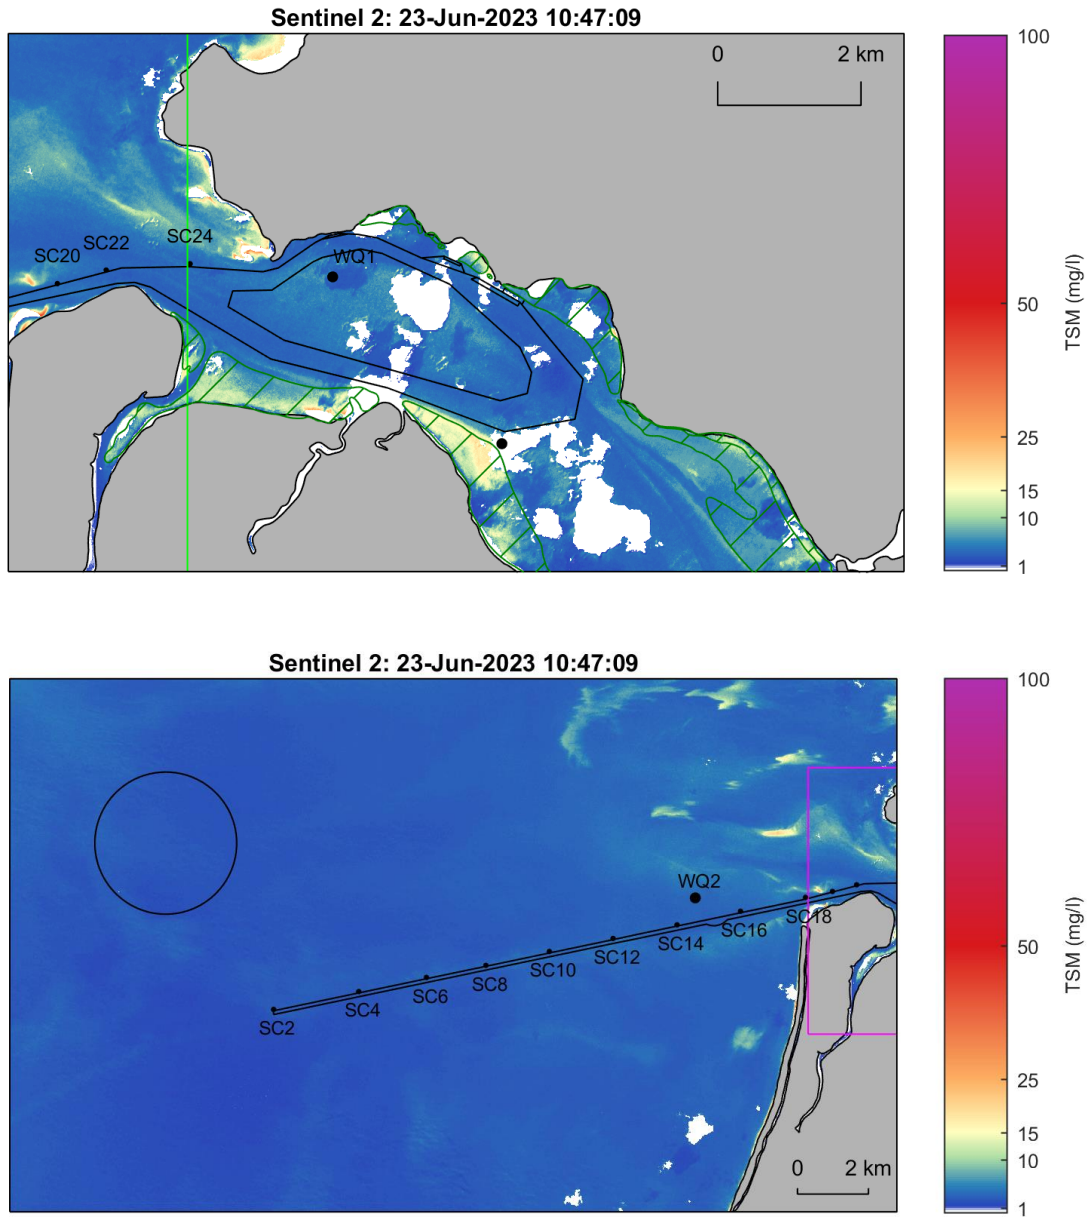 Sentinel 2: 23-Jun-2023 10:47:09
0 2 km
SC20
SC22
SC24
WQ1
100
50
25
15
10
1
TSM (mg/l)
Sentinel 2: 23-Jun-2023 10:47:09
WQ2
SC18
SC16
SC14
SC12
SC10
SC8
SC6
SC4
SC2
0 2 km
100
50
25
15
10
1
TSM (mg/l)